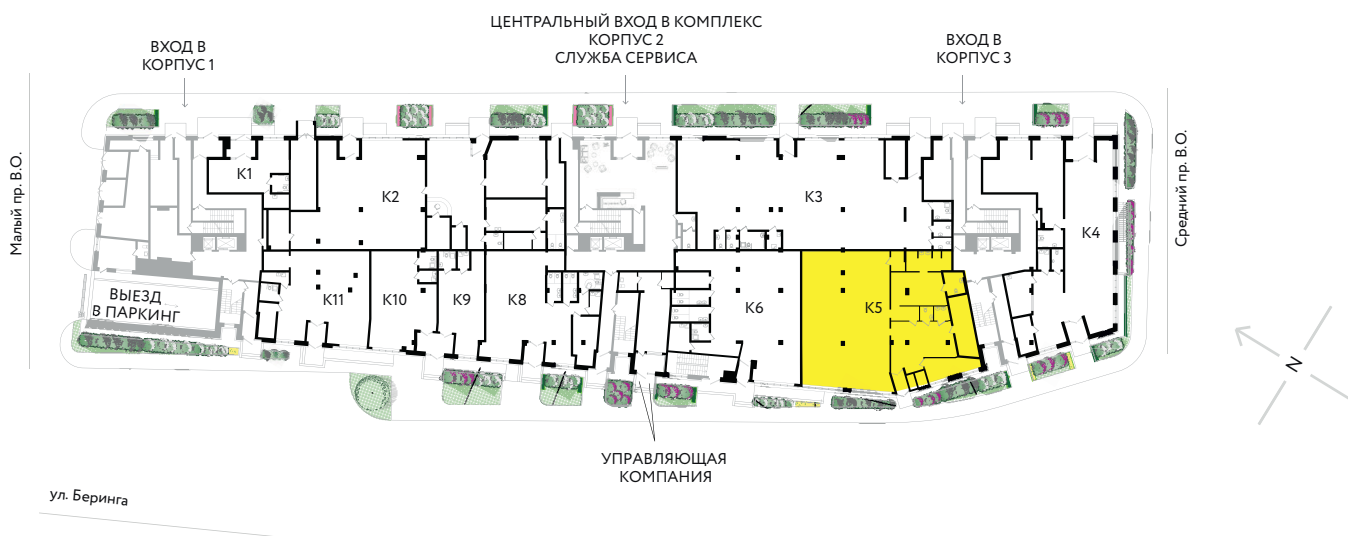 ЦЕНТРАЛЬНЫЙ ВХОД В КОМПЛЕКС
КОРПУС 2
СЛУЖБА СЕРВИСА
ВХОД В
КОРПУС 1
ВХОД В
КОРПУС 3
Малый пр. В.О.
Средний пр. В.О.
К1
К2
К3
К4
К11
К10
К9
К8
К6
К5
ВЫЕЗД
В ПАРКИНГ
N
УПРАВЛЯЮЩАЯ
КОМПАНИЯ
ул. Беринга